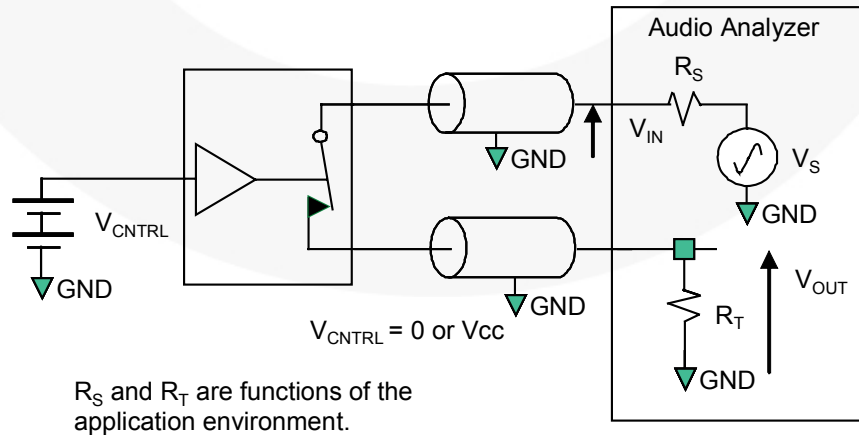 Audio Analyzer
R_S
V_IN
GND
V_S
V_CNTRL
GND
GND
GND
V_OUT
V_CNTRL = 0 or Vcc
R_T
GND
R_S and R_T are functions of the
application environment.